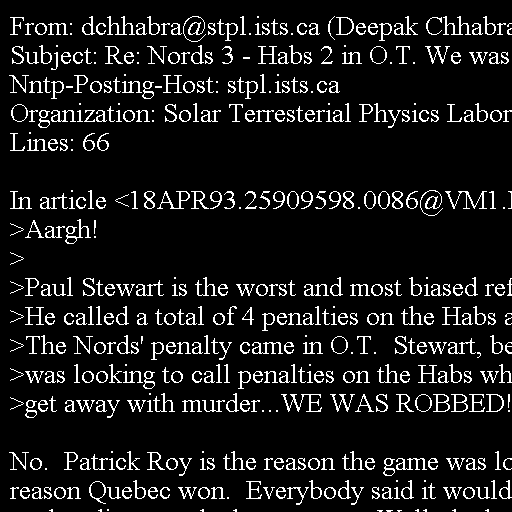 From: dchhabra@stpl.ists.ca (Deepak Chhabra
Subject: Re: Nords 3 - Habs 2 in O.T. We was
Nntp-Posting-Host: stpl.ists.ca
Organization: Solar Terresterial Physics Labor
Lines: 66

In article <18APR93.25909598.0086@VM1.
>Aargh!
>
>Paul Stewart is the worst and most biased ref
>He called a total of 4 penalties on the Habs a
>The Nords' penalty came in O.T.  Stewart, be
>was looking to call penalties on the Habs wh
>get away with murder...WE WAS ROBBED!

No.  Patrick Roy is the reason the game was lo
reason Quebec won.  Everybody said it would